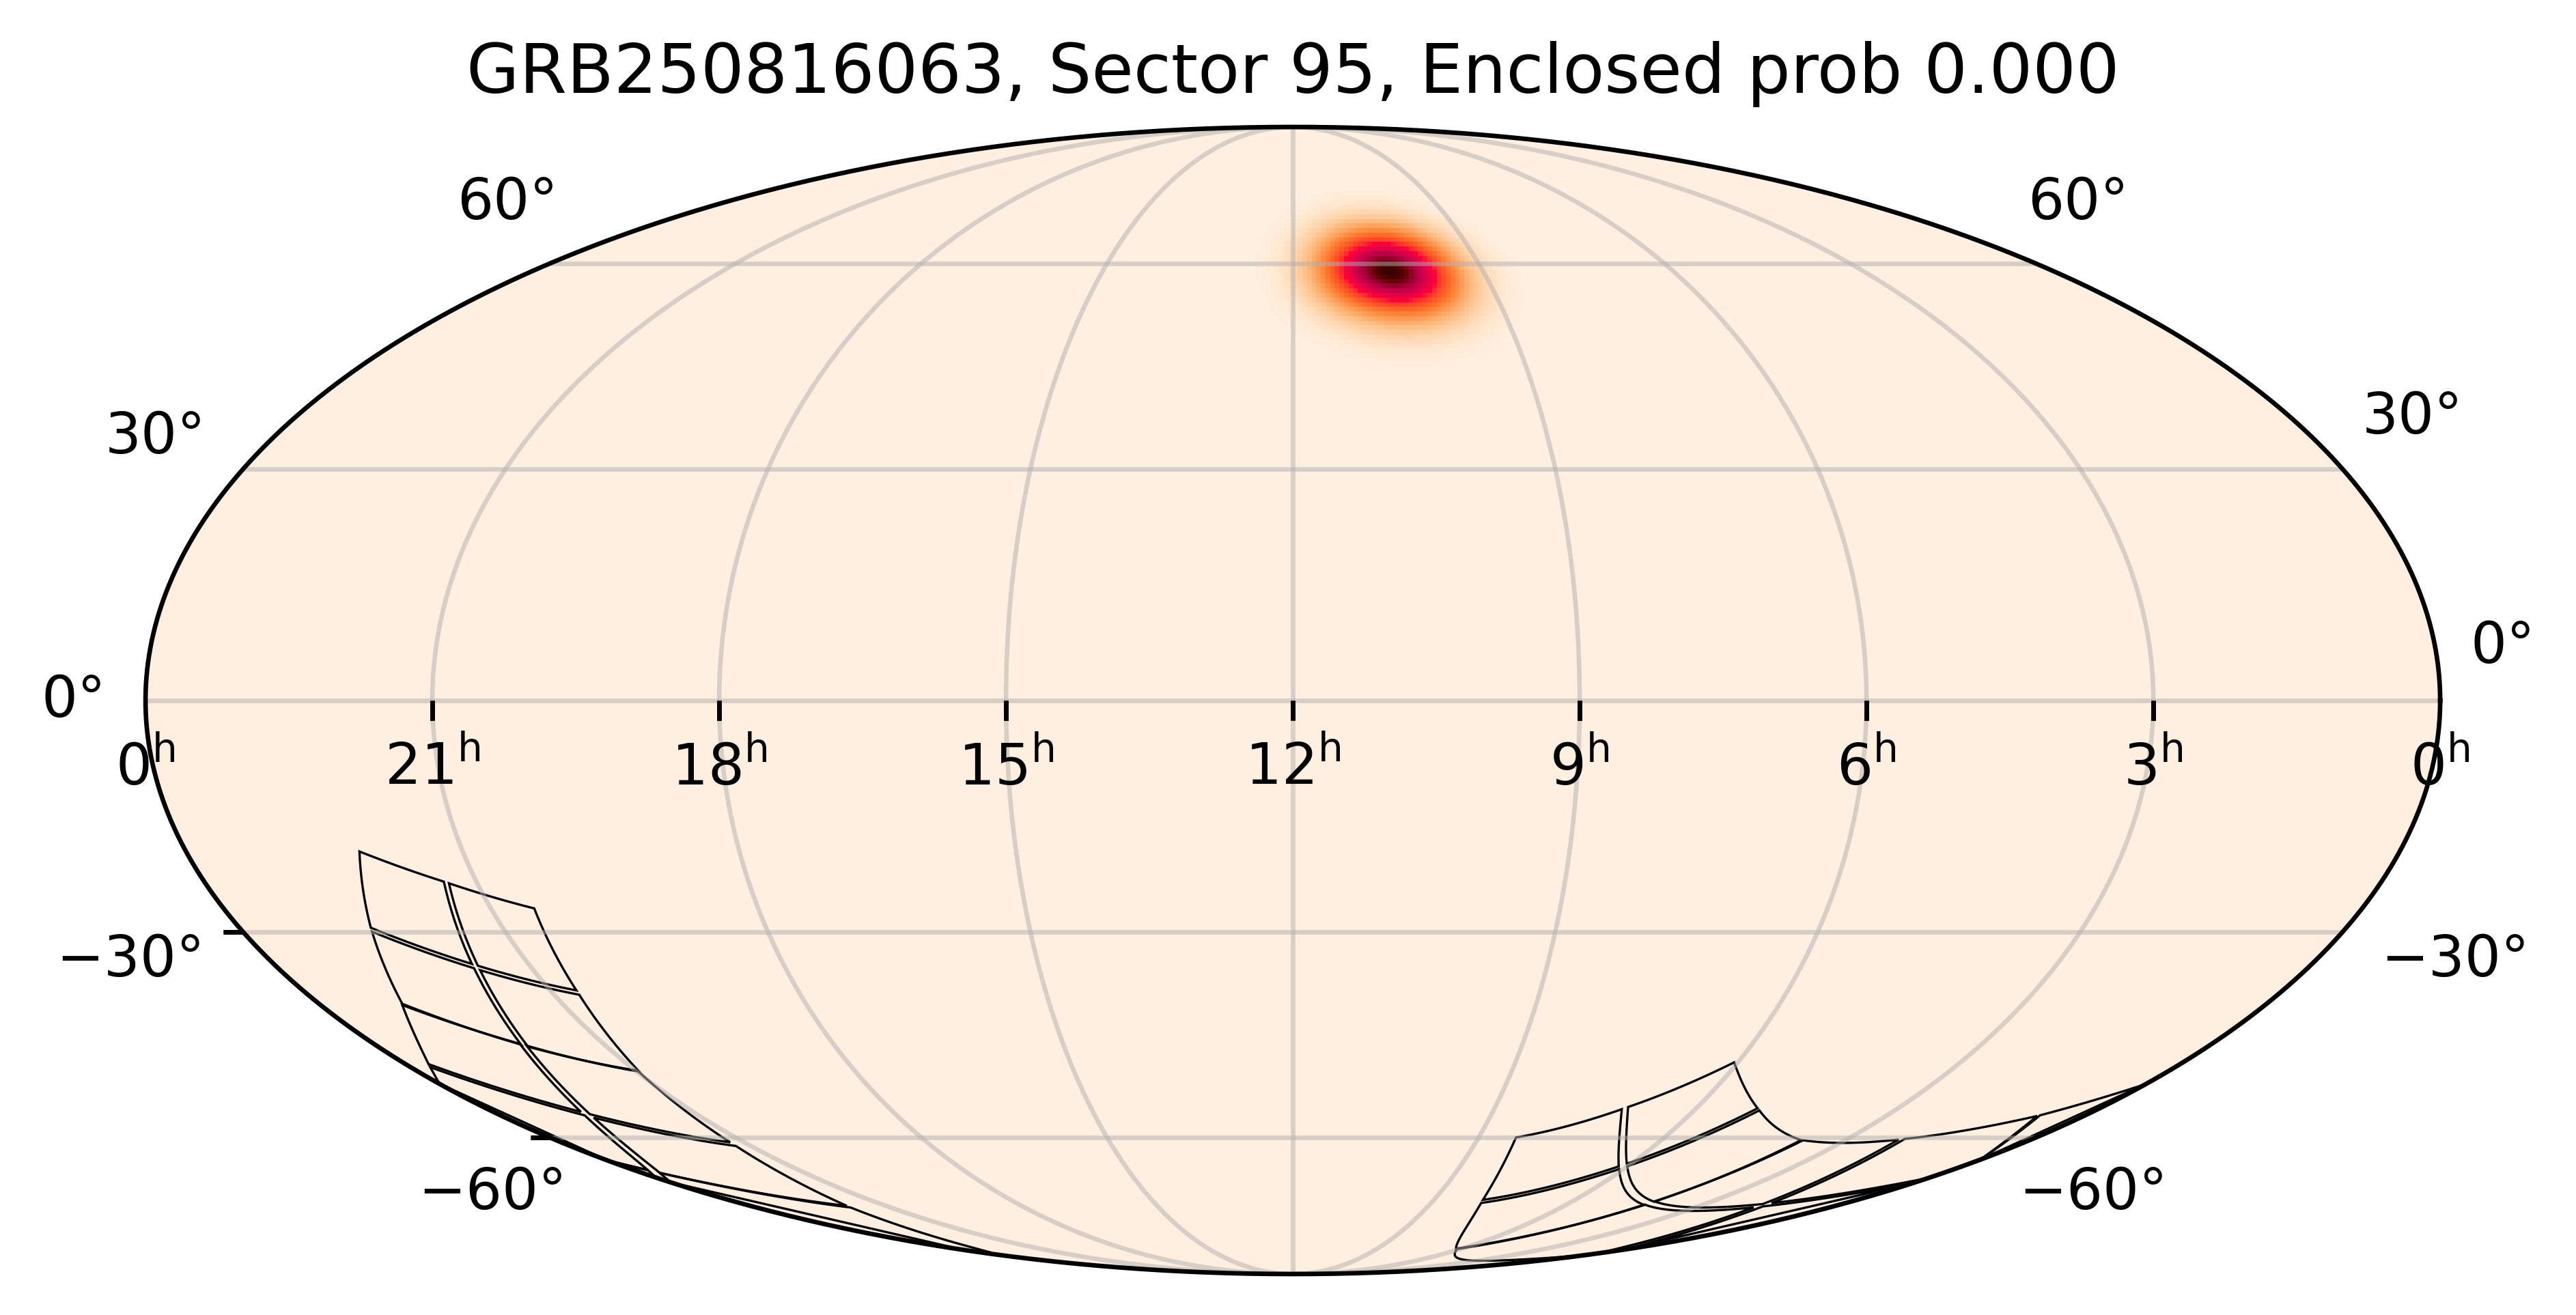 GRB250816063, Sector 95, Enclosed prob 0.000
60° 60°
30° 30°
0° 0°
0ʰ 21ʰ 18ʰ 15ʰ 12ʰ 9ʰ 6ʰ 3ʰ 0ʰ
−30° −30°
−60° −60°